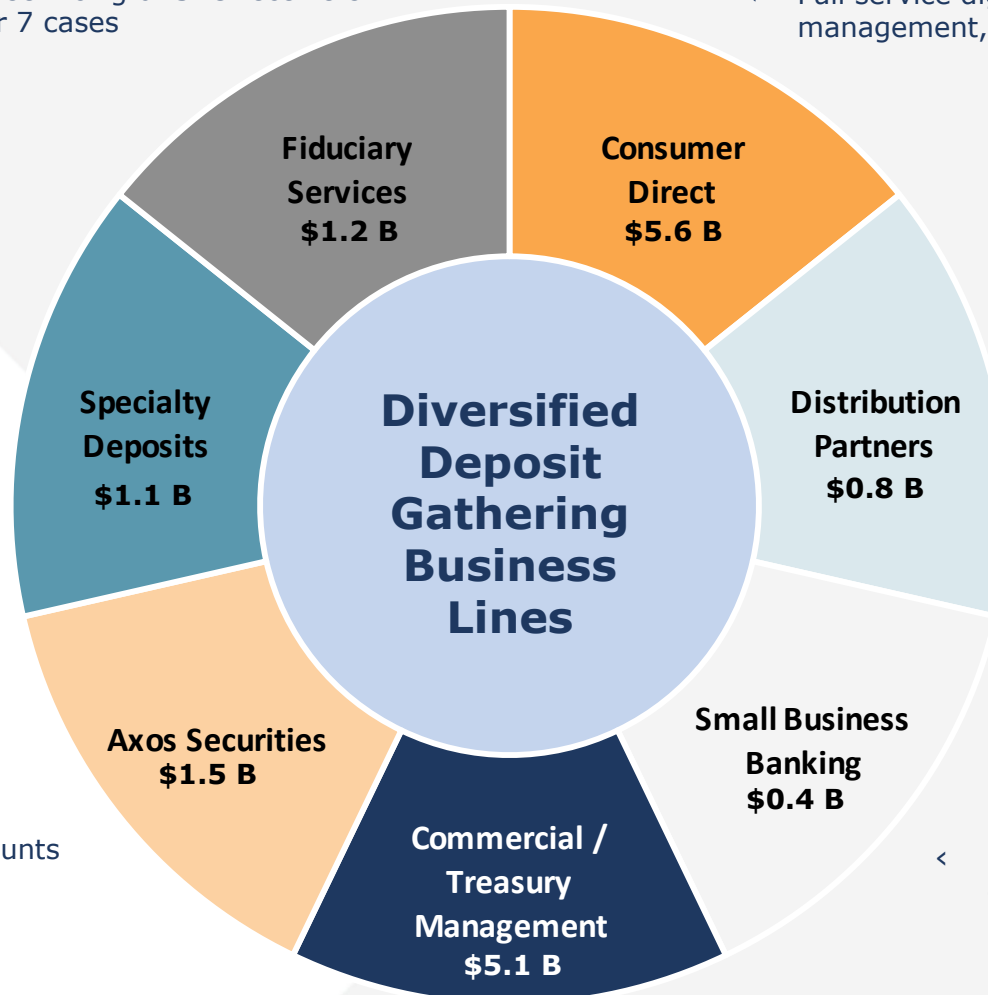 r 7 cases
management,
Fiduciary
Services
$1.2 B
Consumer
Direct
$5.6 B
Specialty
Deposits
$1.1 B
Diversified
Deposit
Gathering
Business
Lines
Distribution
Partners
$0.8 B
Axos Securities
$1.5 B
Small Business
Banking
$0.4 B
Commercial /
Treasury
Management
$5.1 B
unts
‹